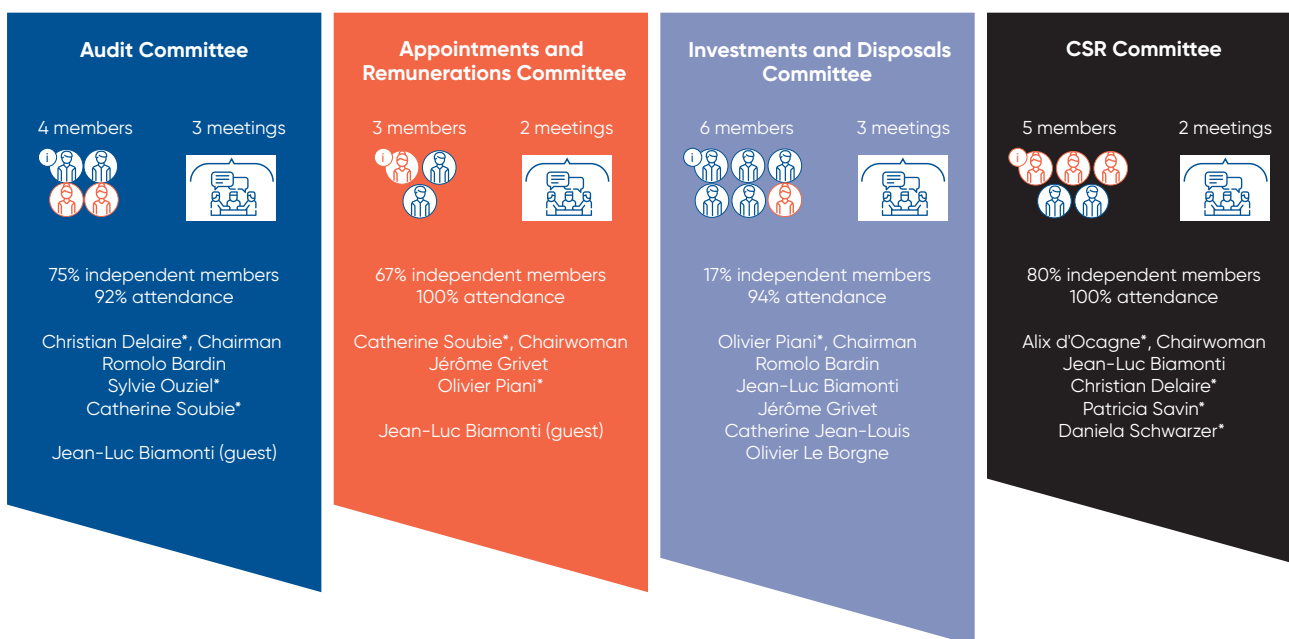 Audit Committee
4 members
3 meetings
i
75% independent members
92% attendance
Christian Delaire*, Chairman
Romolo Bardin
Sylvie Ouziel*
Catherine Soubie*
Jean-Luc Biamonti (guest)
Appointments and
Remunerations Committee
3 members
2 meetings
i
67% independent members
100% attendance
Catherine Soubie*, Chairwoman
Jérôme Grivet
Olivier Piani*
Jean-Luc Biamonti (guest)
Investments and Disposals
Committee
6 members
3 meetings
i
17% independent members
94% attendance
Olivier Piani*, Chairman
Romolo Bardin
Jean-Luc Biamonti
Jérôme Grivet
Catherine Jean-Louis
Olivier Le Borgne
CSR Committee
5 members
2 meetings
i
80% independent members
100% attendance
Alix d'Ocagne*, Chairwoman
Jean-Luc Biamonti
Christian Delaire*
Patricia Savin*
Daniela Schwarzer*